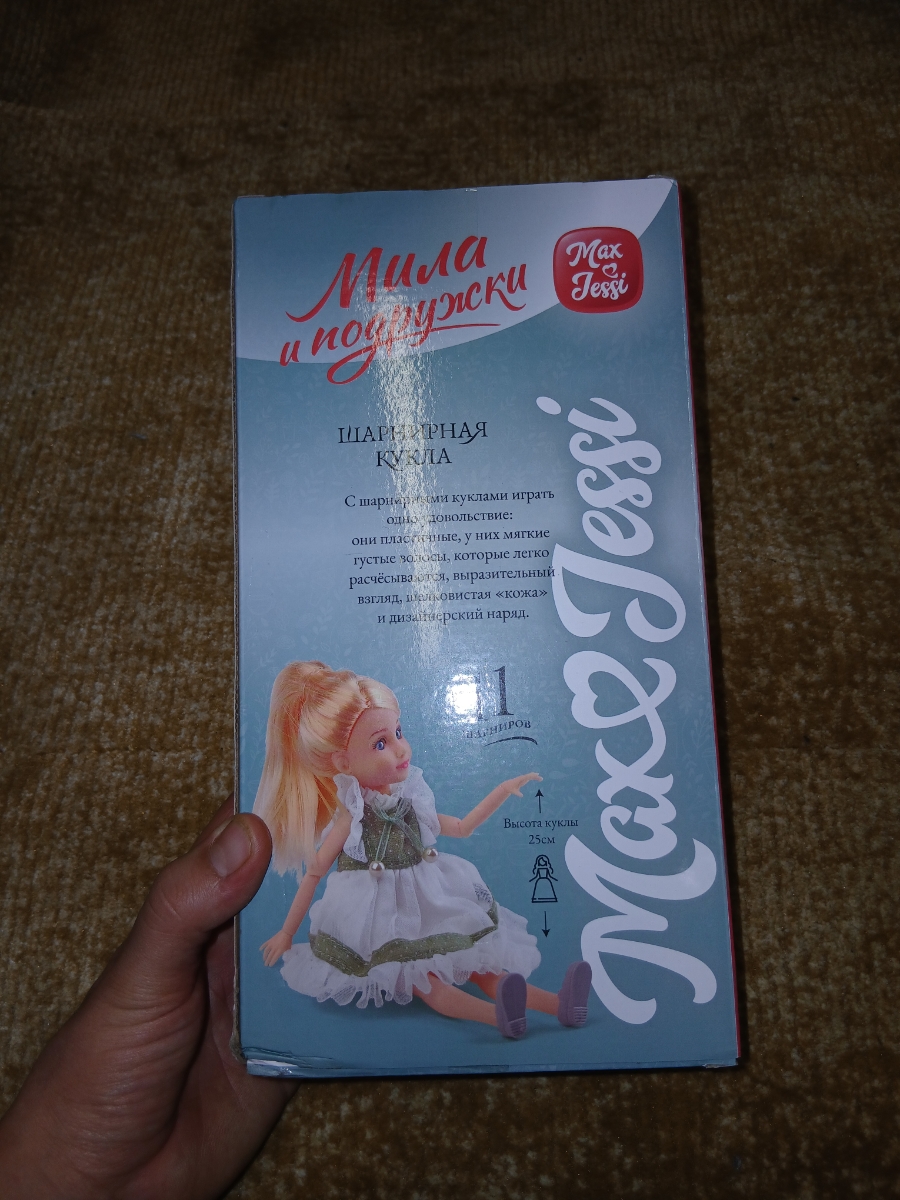 Мила
и подружки
Max
Jessi
ШАРНИРНАЯ
КУКЛА
С шарнирными куклами играть
одно удовольствие:
они пластичные, у них мягкие
густые волосы, которые легко
расчёсываются, выразительный
взгляд, шелковистая «кожа»
и дизайнерский наряд.
11
ШАРНИРОВ
Высота куклы
25см
Max Jessi